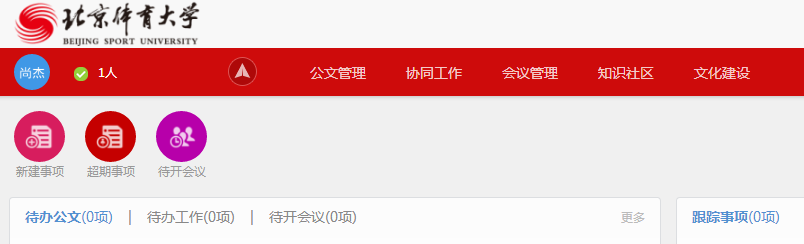 北京体育大学
BEIJING SPORT UNIVERSITY
尚杰 1人 公文管理 协同工作 会议管理 知识社区 文化建设
新建事项 超期事项 待开会议
待办公文(0项) 待办工作(0项) 待开会议(0项) 更多 跟踪事项(0项)